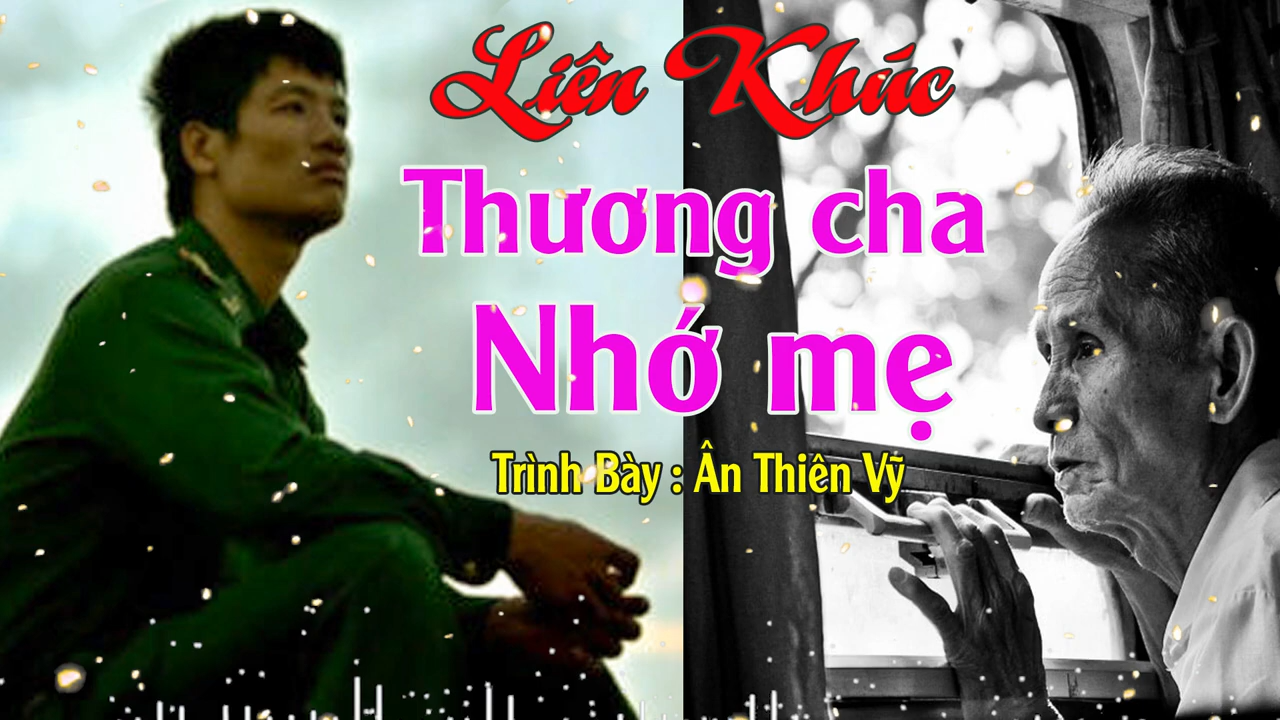 Liên Khúc
Thương cha
Nhớ mẹ
Trình Bày : Ân Thiên Vỹ